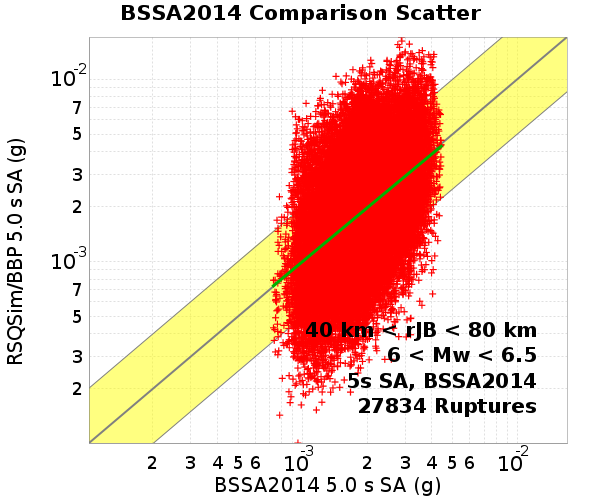 BSSA2014 Comparison Scatter
RSQSim/BBP 5.0 s SA (g)
10-2
7
5
3
2
10-3
7
5
3
2
40 km < rJB < 80 km
6 < Mw < 6.5
5s SA, BSSA2014
27834 Ruptures
2 3 4 5 6 10-3 2 3 4 5 6 10-2
BSSA2014 5.0 s SA (g)